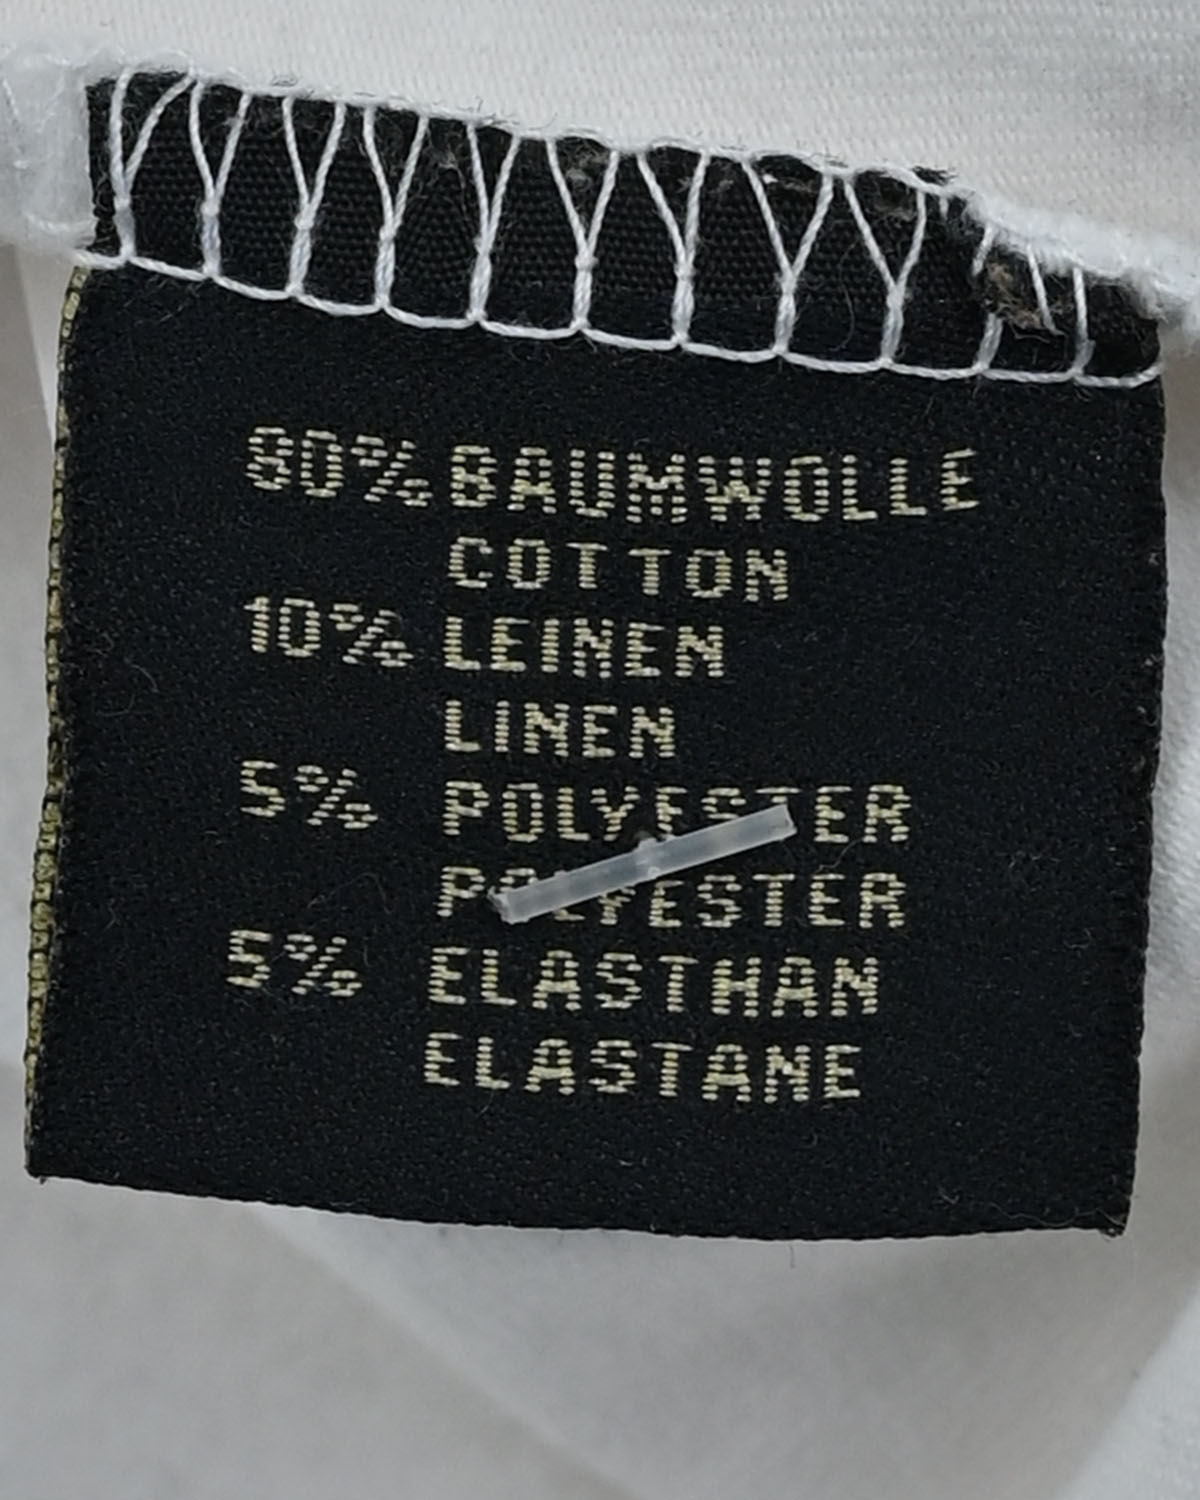 80% BAUMWOLLE
COTTON
10% LEINEN
LINEN
5% POLYESTER
POLYESTER
5% ELASTHAN
ELASTANE